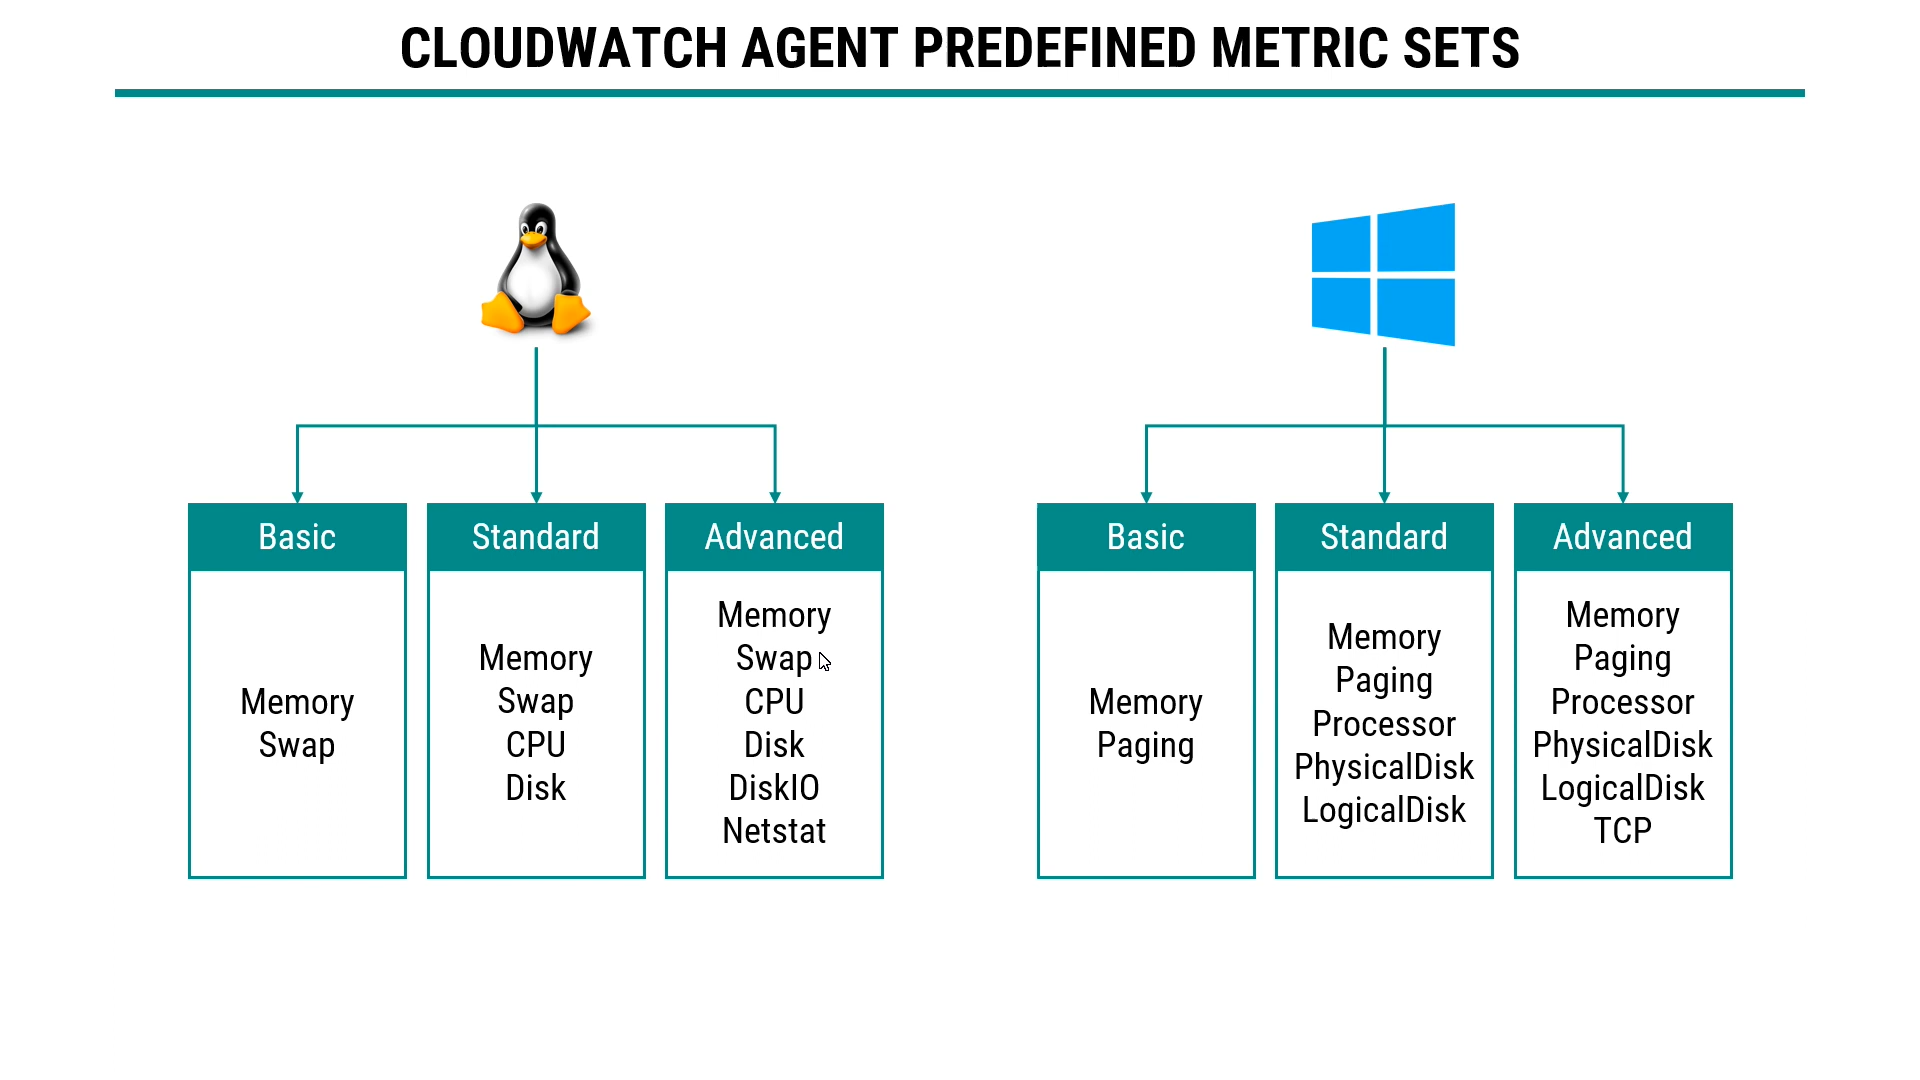 CLOUDWATCH AGENT PREDEFINED METRIC SETS
Basic
Memory
Swap
Standard
Memory
Swap
CPU
Disk
Advanced
Memory
Swap
CPU
Disk
DiskIO
Netstat
Basic
Memory
Paging
Standard
Memory
Paging
Processor
PhysicalDisk
LogicalDisk
Advanced
Memory
Paging
Processor
PhysicalDisk
LogicalDisk
TCP